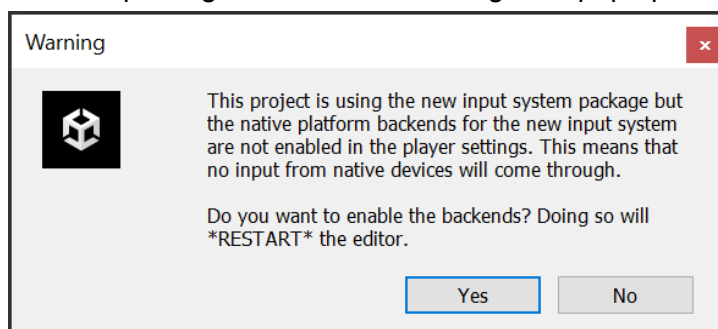 Warning
This project is using the new input system package but
the native platform backends for the new input system
are not enabled in the player settings. This means that
no input from native devices will come through.
Do you want to enable the backends? Doing so will
*RESTART* the editor.
Yes
No